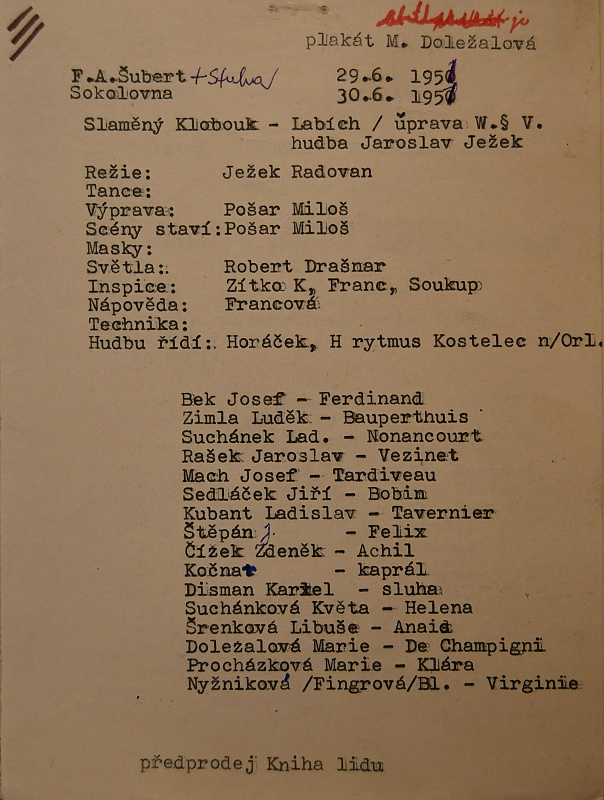 plakát M. Doležalová
F.A.Šubert + Stuha 29.6. 1951
Sokolovna 30.6. 1951
Slaměný Klobouk - Labich / úprava W.§ V.
hudba Jaroslav Ježek
Režie: Ježek Radovan
Tance:
Výprava: Pošar Miloš
Scény staví: Pošar Miloš
Masky:
Světla: Robert Drašnar
Inspice: Zítko K, Franc, Soukup
Nápověda: Francová
Technika:
Hudbu řídí: Horáček, H rytmus Kostelec n/Orl.
Bek Josef - Ferdinand
Zimla Luděk - Bauperthuis
Suchánek Lad. - Nonancourt
Rašek Jaroslav - Vezinet
Mach Josef - Tardiveau
Sedláček Jiří - Bobin
Kubant Ladislav - Tavernier
Štěpán J. - Felix
Čížek Zdeněk - Achil
Kočnar - kaprál
Disman Karel - sluha
Suchánková Květa - Helena
Šrenková Libuše - Anaid
Doležalová Marie - De Champigni
Procházková Marie - Klára
Nyžniková /Fingrová/Bl. - Virginie
předprodej Kniha lidu